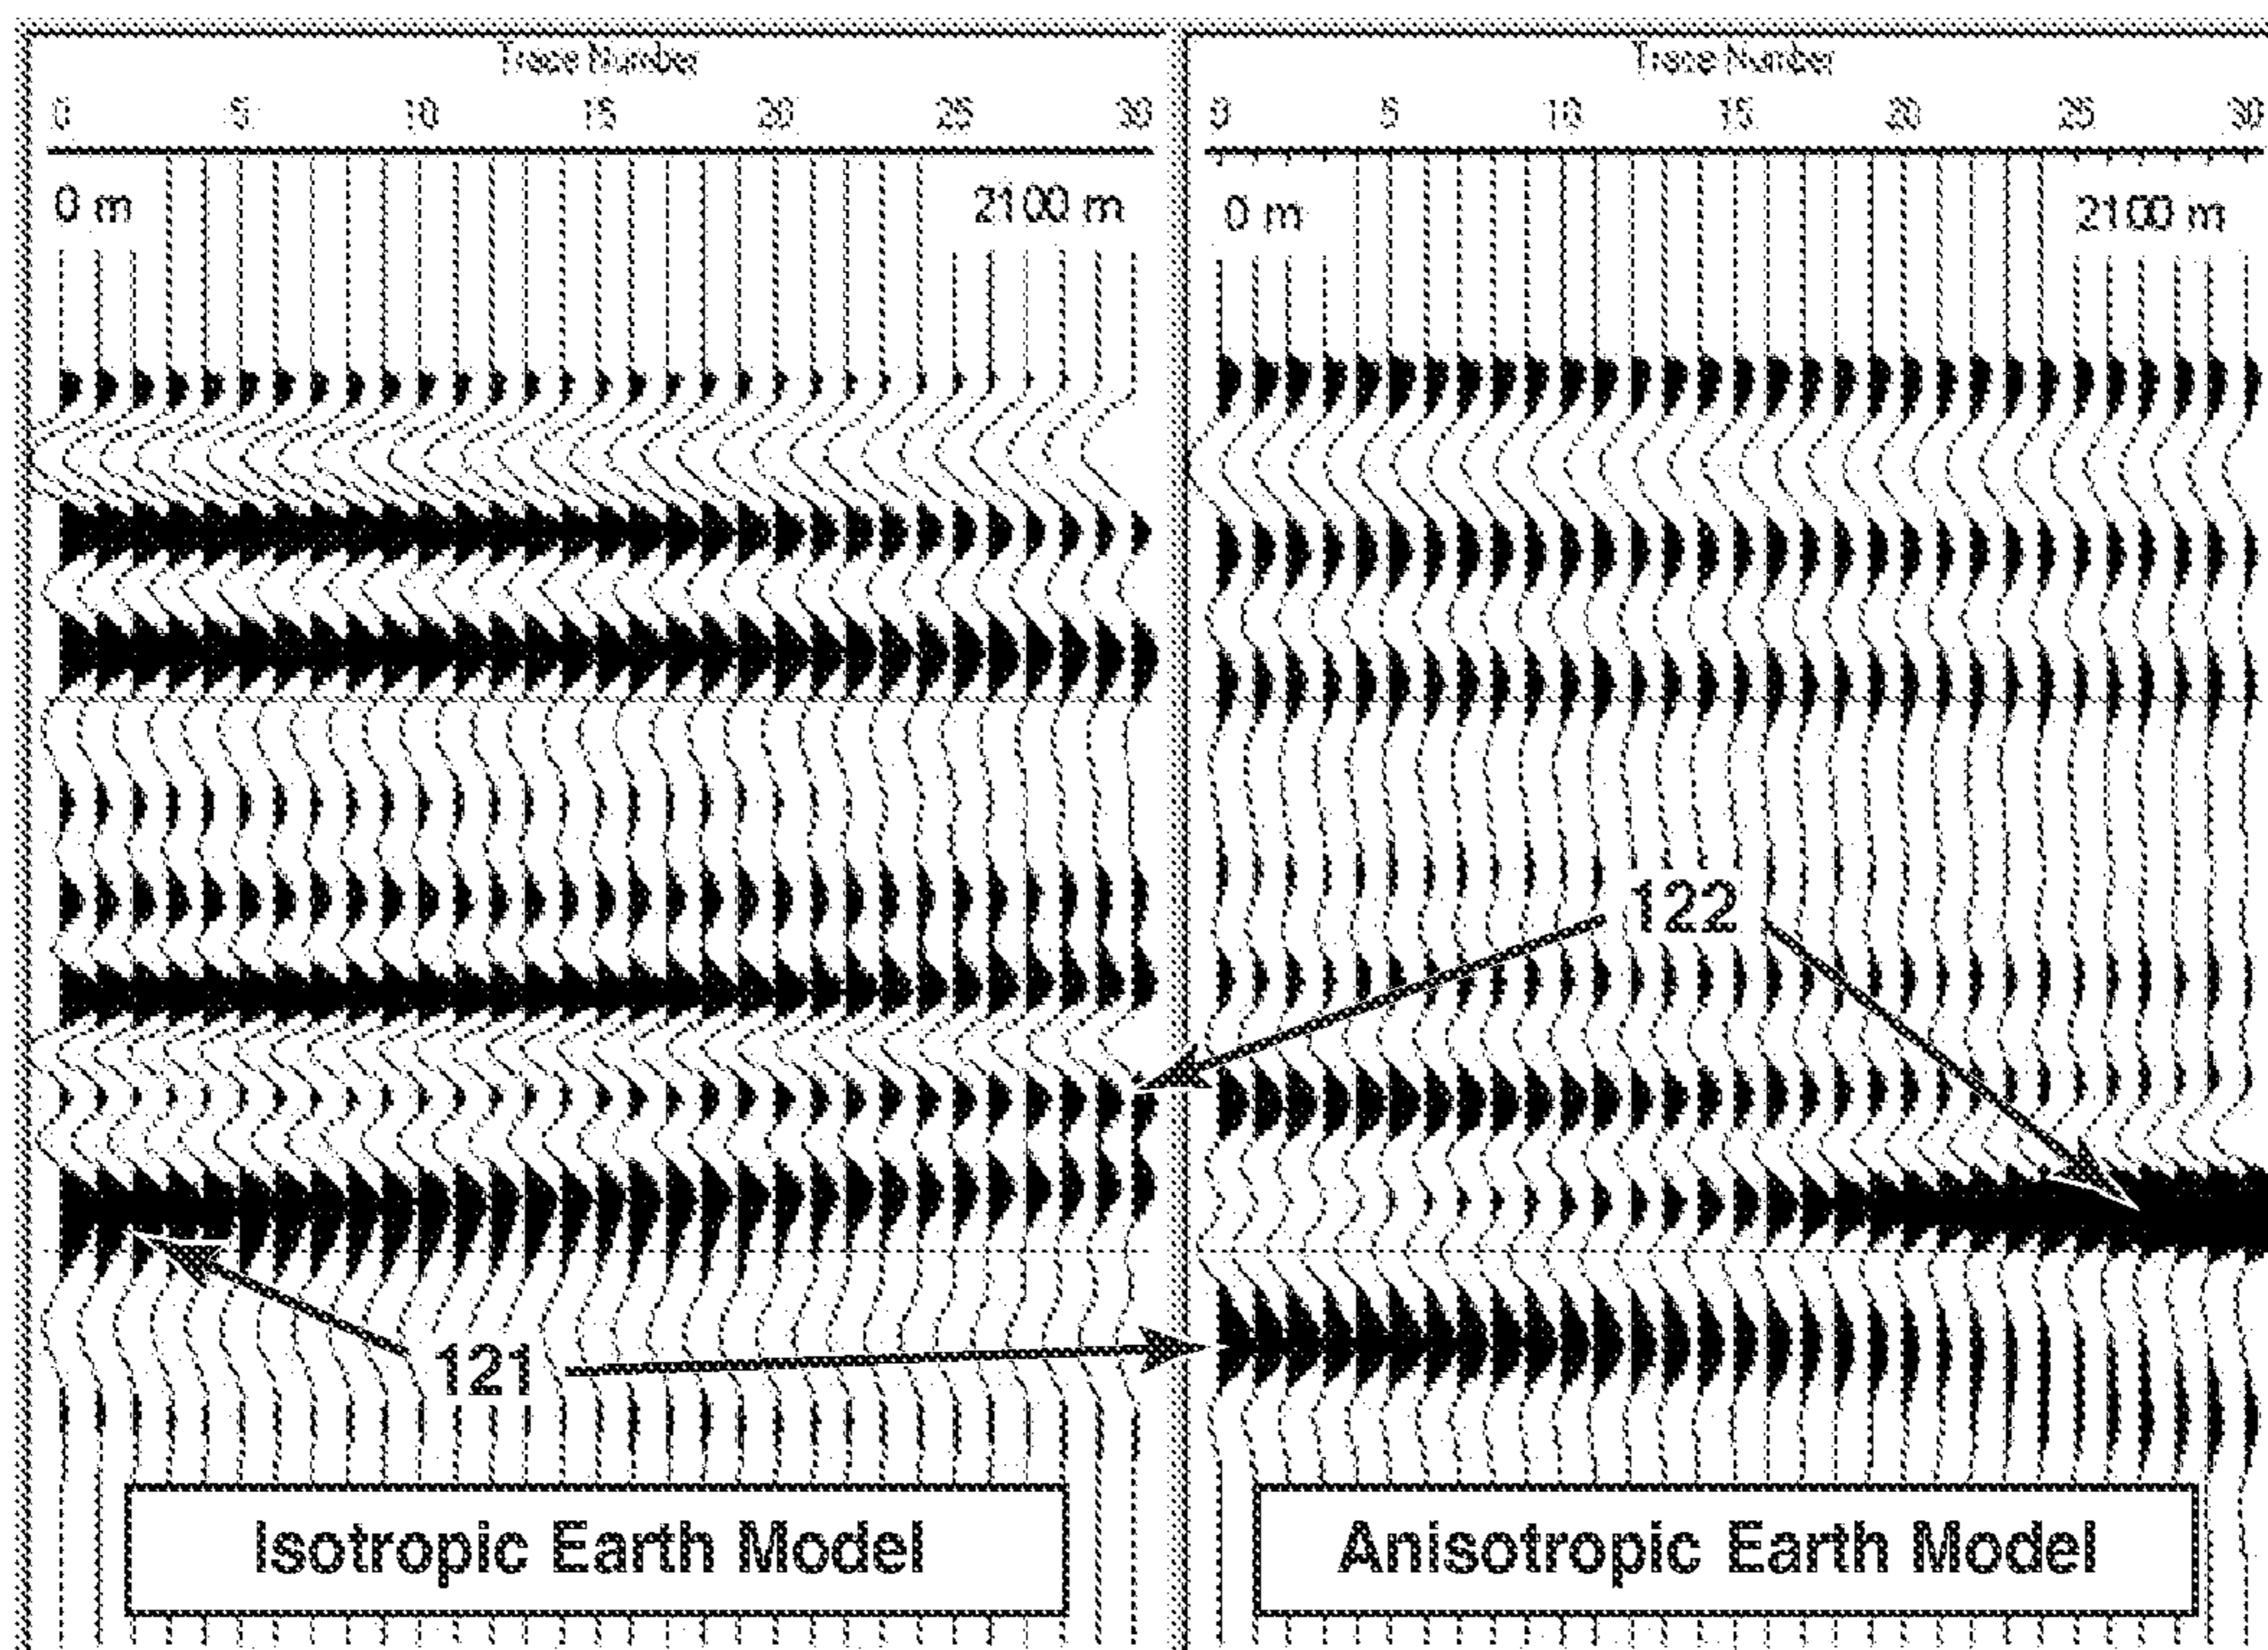 Trace Number
0 5 10 15 20 25 30
0 m 2100 m
121
Isotropic Earth Model
Trace Number
0 5 10 15 20 25 30
0 m 2100 m
122
Anisotropic Earth Model